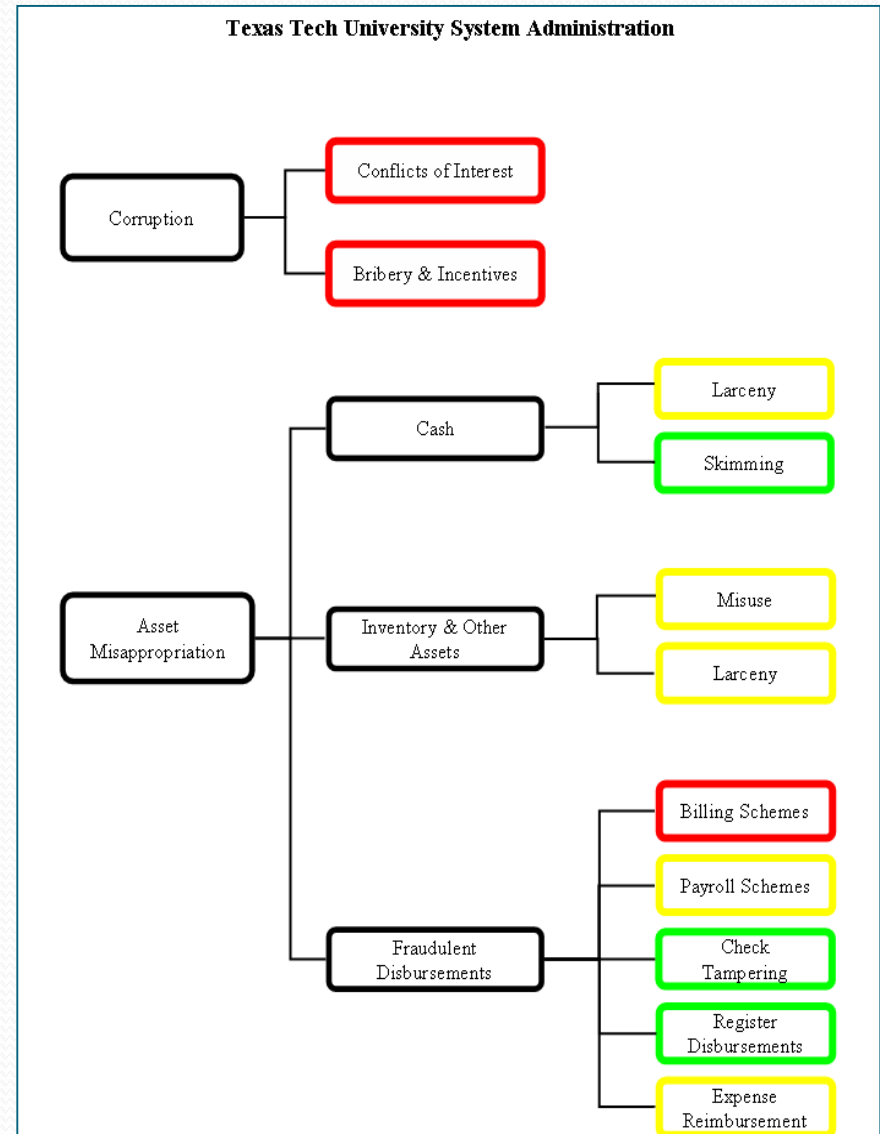 Texas Tech University System Administration
Conflicts of Interest
Corruption
Bribery & Incentives
Larceny
Cash
Skimming
Misuse
Asset
Misappropriation
Inventory & Other
Assets
Larceny
Billing Schemes
Payroll Schemes
Fraudulent
Disbursements
Check
Tampering
Register
Disbursements
Expense
Reimbursement